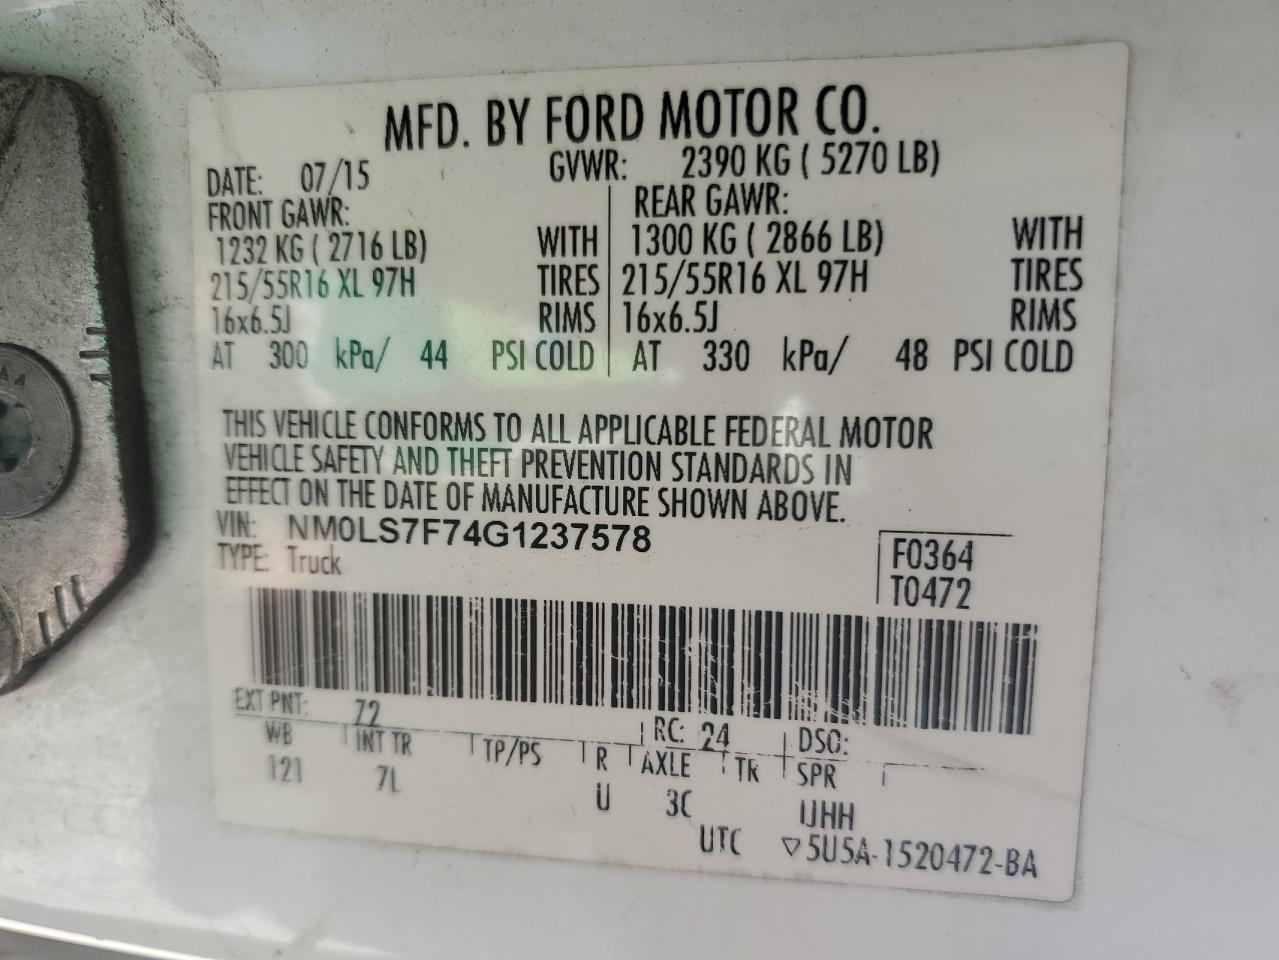 MFD. BY FORD MOTOR CO.
DATE: 07/15 GVWR: 2390 KG ( 5270 LB)
FRONT GAWR: REAR GAWR:
1232 KG ( 2716 LB) WITH 1300 KG ( 2866 LB) WITH
215/55R16 XL 97H TIRES 215/55R16 XL 97H TIRES
16x6.5J RIMS 16x6.5J RIMS
AT 300 kPa/ 44 PSI COLD AT 330 kPa/ 48 PSI COLD
THIS VEHICLE CONFORMS TO ALL APPLICABLE FEDERAL MOTOR
VEHICLE SAFETY AND THEFT PREVENTION STANDARDS IN
EFFECT ON THE DATE OF MANUFACTURE SHOWN ABOVE.
VIN: NM0LS7F74G1237578
TYPE: Truck
F0364
T0472
EXT PNT: 72 RC: 24 DSO:
WB INT TR TP/PS R AXLE TR SPR
121 7L U 3C IJHH
UTC ▽5U5A-1520472-BA